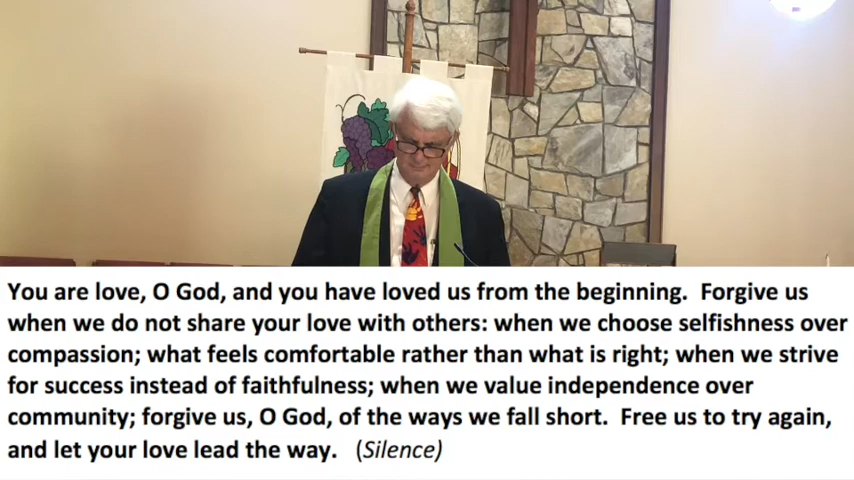 You are love, O God, and you have loved us from the beginning.  Forgive us
when we do not share your love with others: when we choose selfishness over
compassion; what feels comfortable rather than what is right; when we strive
for success instead of faithfulness; when we value independence over
community; forgive us, O God, of the ways we fall short.  Free us to try again,
and let your love lead the way.   (Silence)